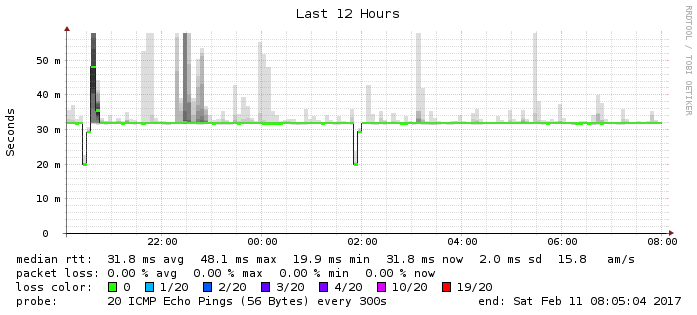 Last 12 Hours
RRDTOOL / TOBI OETIKER
Seconds
50 m
40 m
30 m
20 m
10 m
0
22:00 00:00 02:00 04:00 06:00 08:00
median rtt: 31.8 ms avg 48.1 ms max 19.9 ms min 31.8 ms now 2.0 ms sd 15.8 am/s
packet loss: 0.00 % avg 0.00 % max 0.00 % min 0.00 % now
loss color: 0 1/20 2/20 3/20 4/20 10/20 19/20
probe: 20 ICMP Echo Pings (56 Bytes) every 300s end: Sat Feb 11 08:05:04 2017